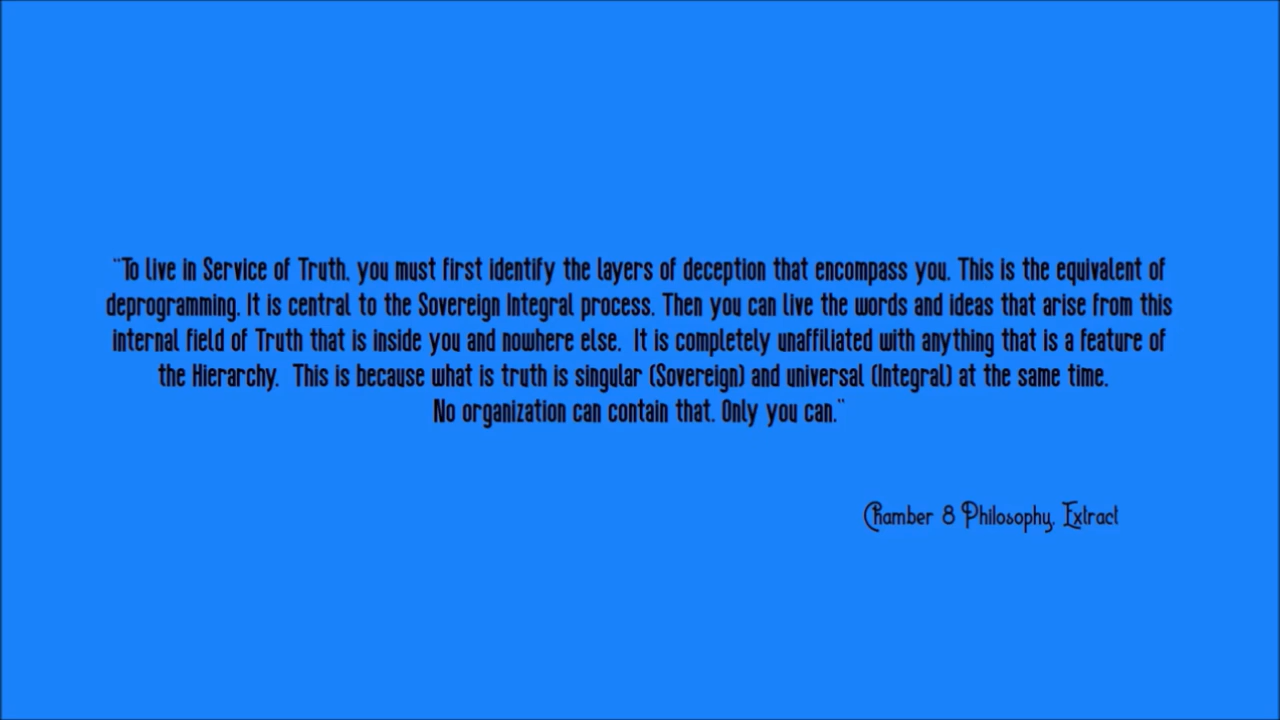 ¨To live in Service of Truth, you must first identify the layers of deception that encompass you. This is the equivalent of
deprogramming. It is central to the Sovereign Integral process. Then you can live the words and ideas that arise from this
internal field of Truth that is inside you and nowhere else.  It is completely unaffiliated with anything that is a feature of
the Hierarchy.  This is because what is truth is singular (Sovereign) and universal (Integral) at the same time.
No organization can contain that. Only you can.¨
Chamber 8 Philosophy, Extract